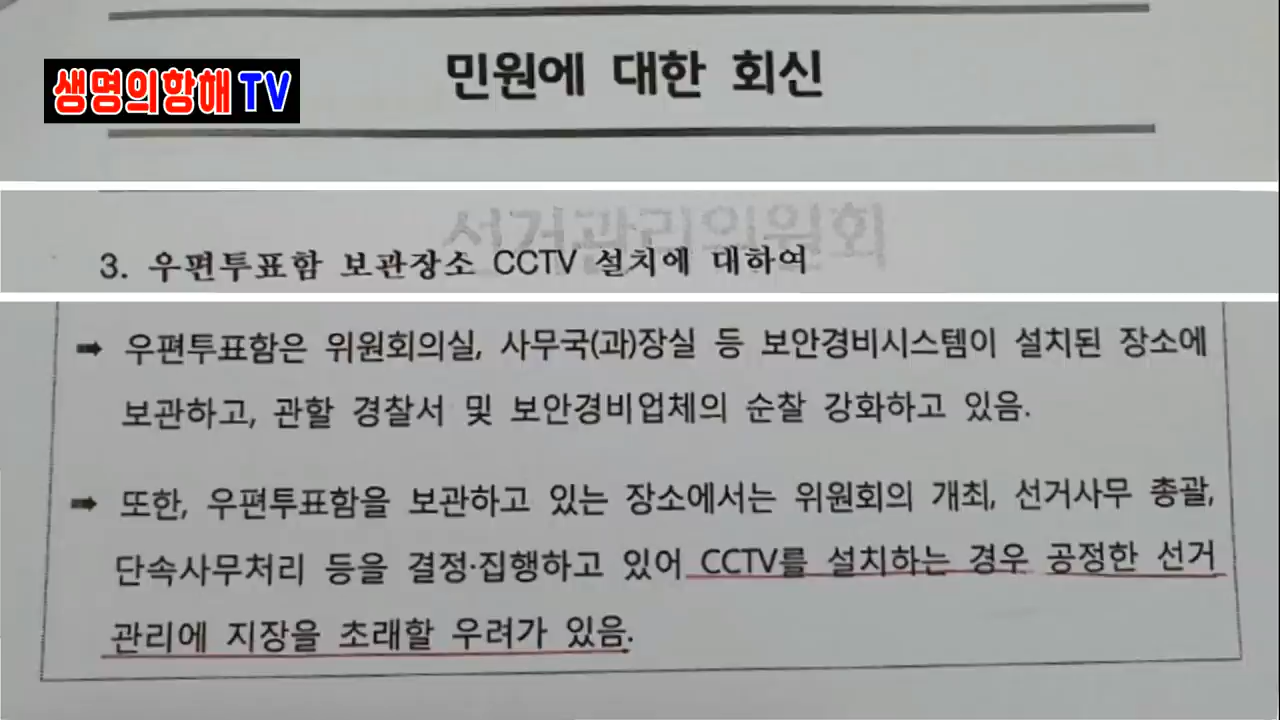 생명의항해TV
민원에 대한 회신
선거관리위원회
3. 우편투표함 보관장소 CCTV 설치에 대하여
➡ 우편투표함은 위원회의실, 사무국(과)장실 등 보안경비시스템이 설치된 장소에
보관하고, 관할 경찰서 및 보안경비업체의 순찰 강화하고 있음.
➡ 또한, 우편투표함을 보관하고 있는 장소에서는 위원회의 개최, 선거사무 총괄,
단속사무처리 등을 결정·집행하고 있어 CCTV를 설치하는 경우 공정한 선거
관리에 지장을 초래할 우려가 있음.